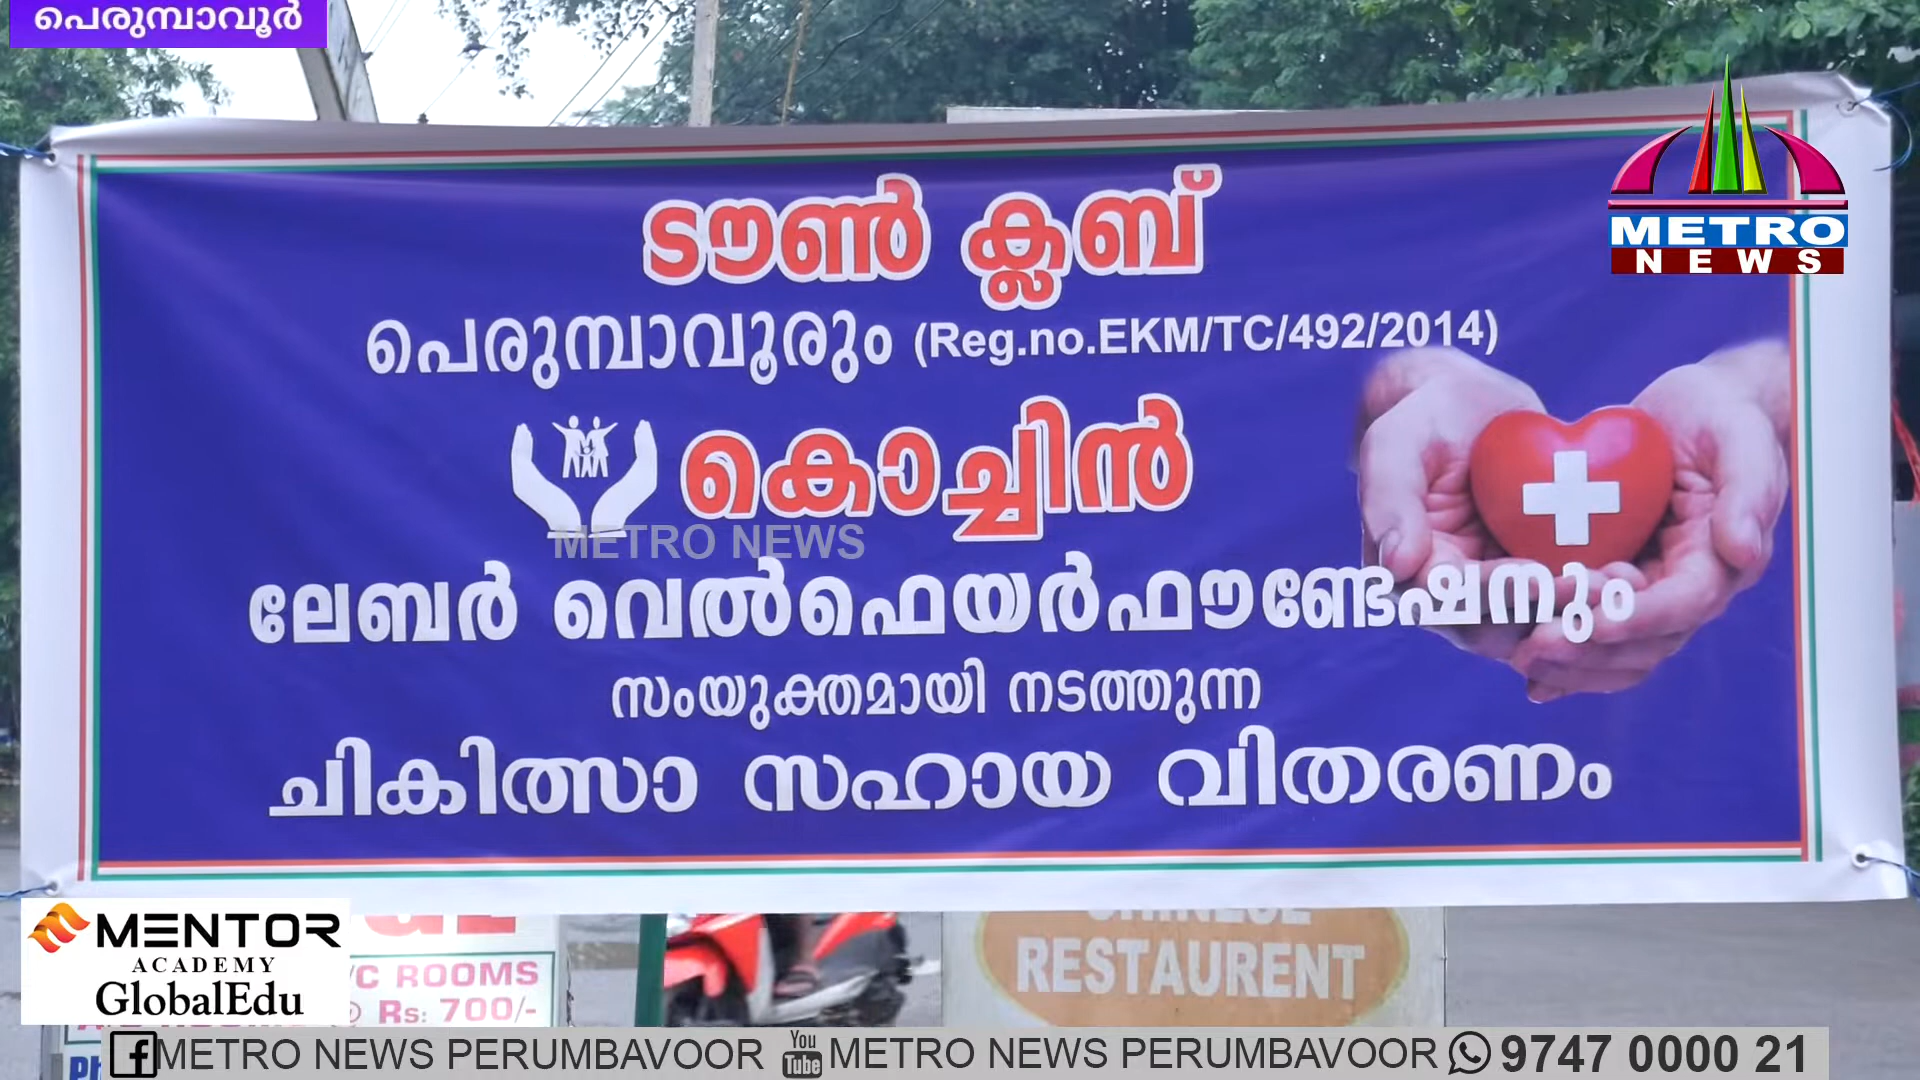 പെരുമ്പാവൂർ
METRO
NEWS
ടൗൺ ക്ലബ്
പെരുമ്പാവൂരും (Reg.no.EKM/TC/492/2014)
കൊച്ചിൻ
METRO NEWS
ലേബർ വെൽഫെയർഫൗണ്ടേഷനും
സംയുക്തമായി നടത്തുന്ന
ചികിത്സാ സഹായ വിതരണം
MENTOR
ACADEMY
GlobalEdu
/C ROOMS
@ Rs: 700/-
RESTAURENT
METRO NEWS PERUMBAVOOR You Tube METRO NEWS PERUMBAVOOR 9747 0000 21